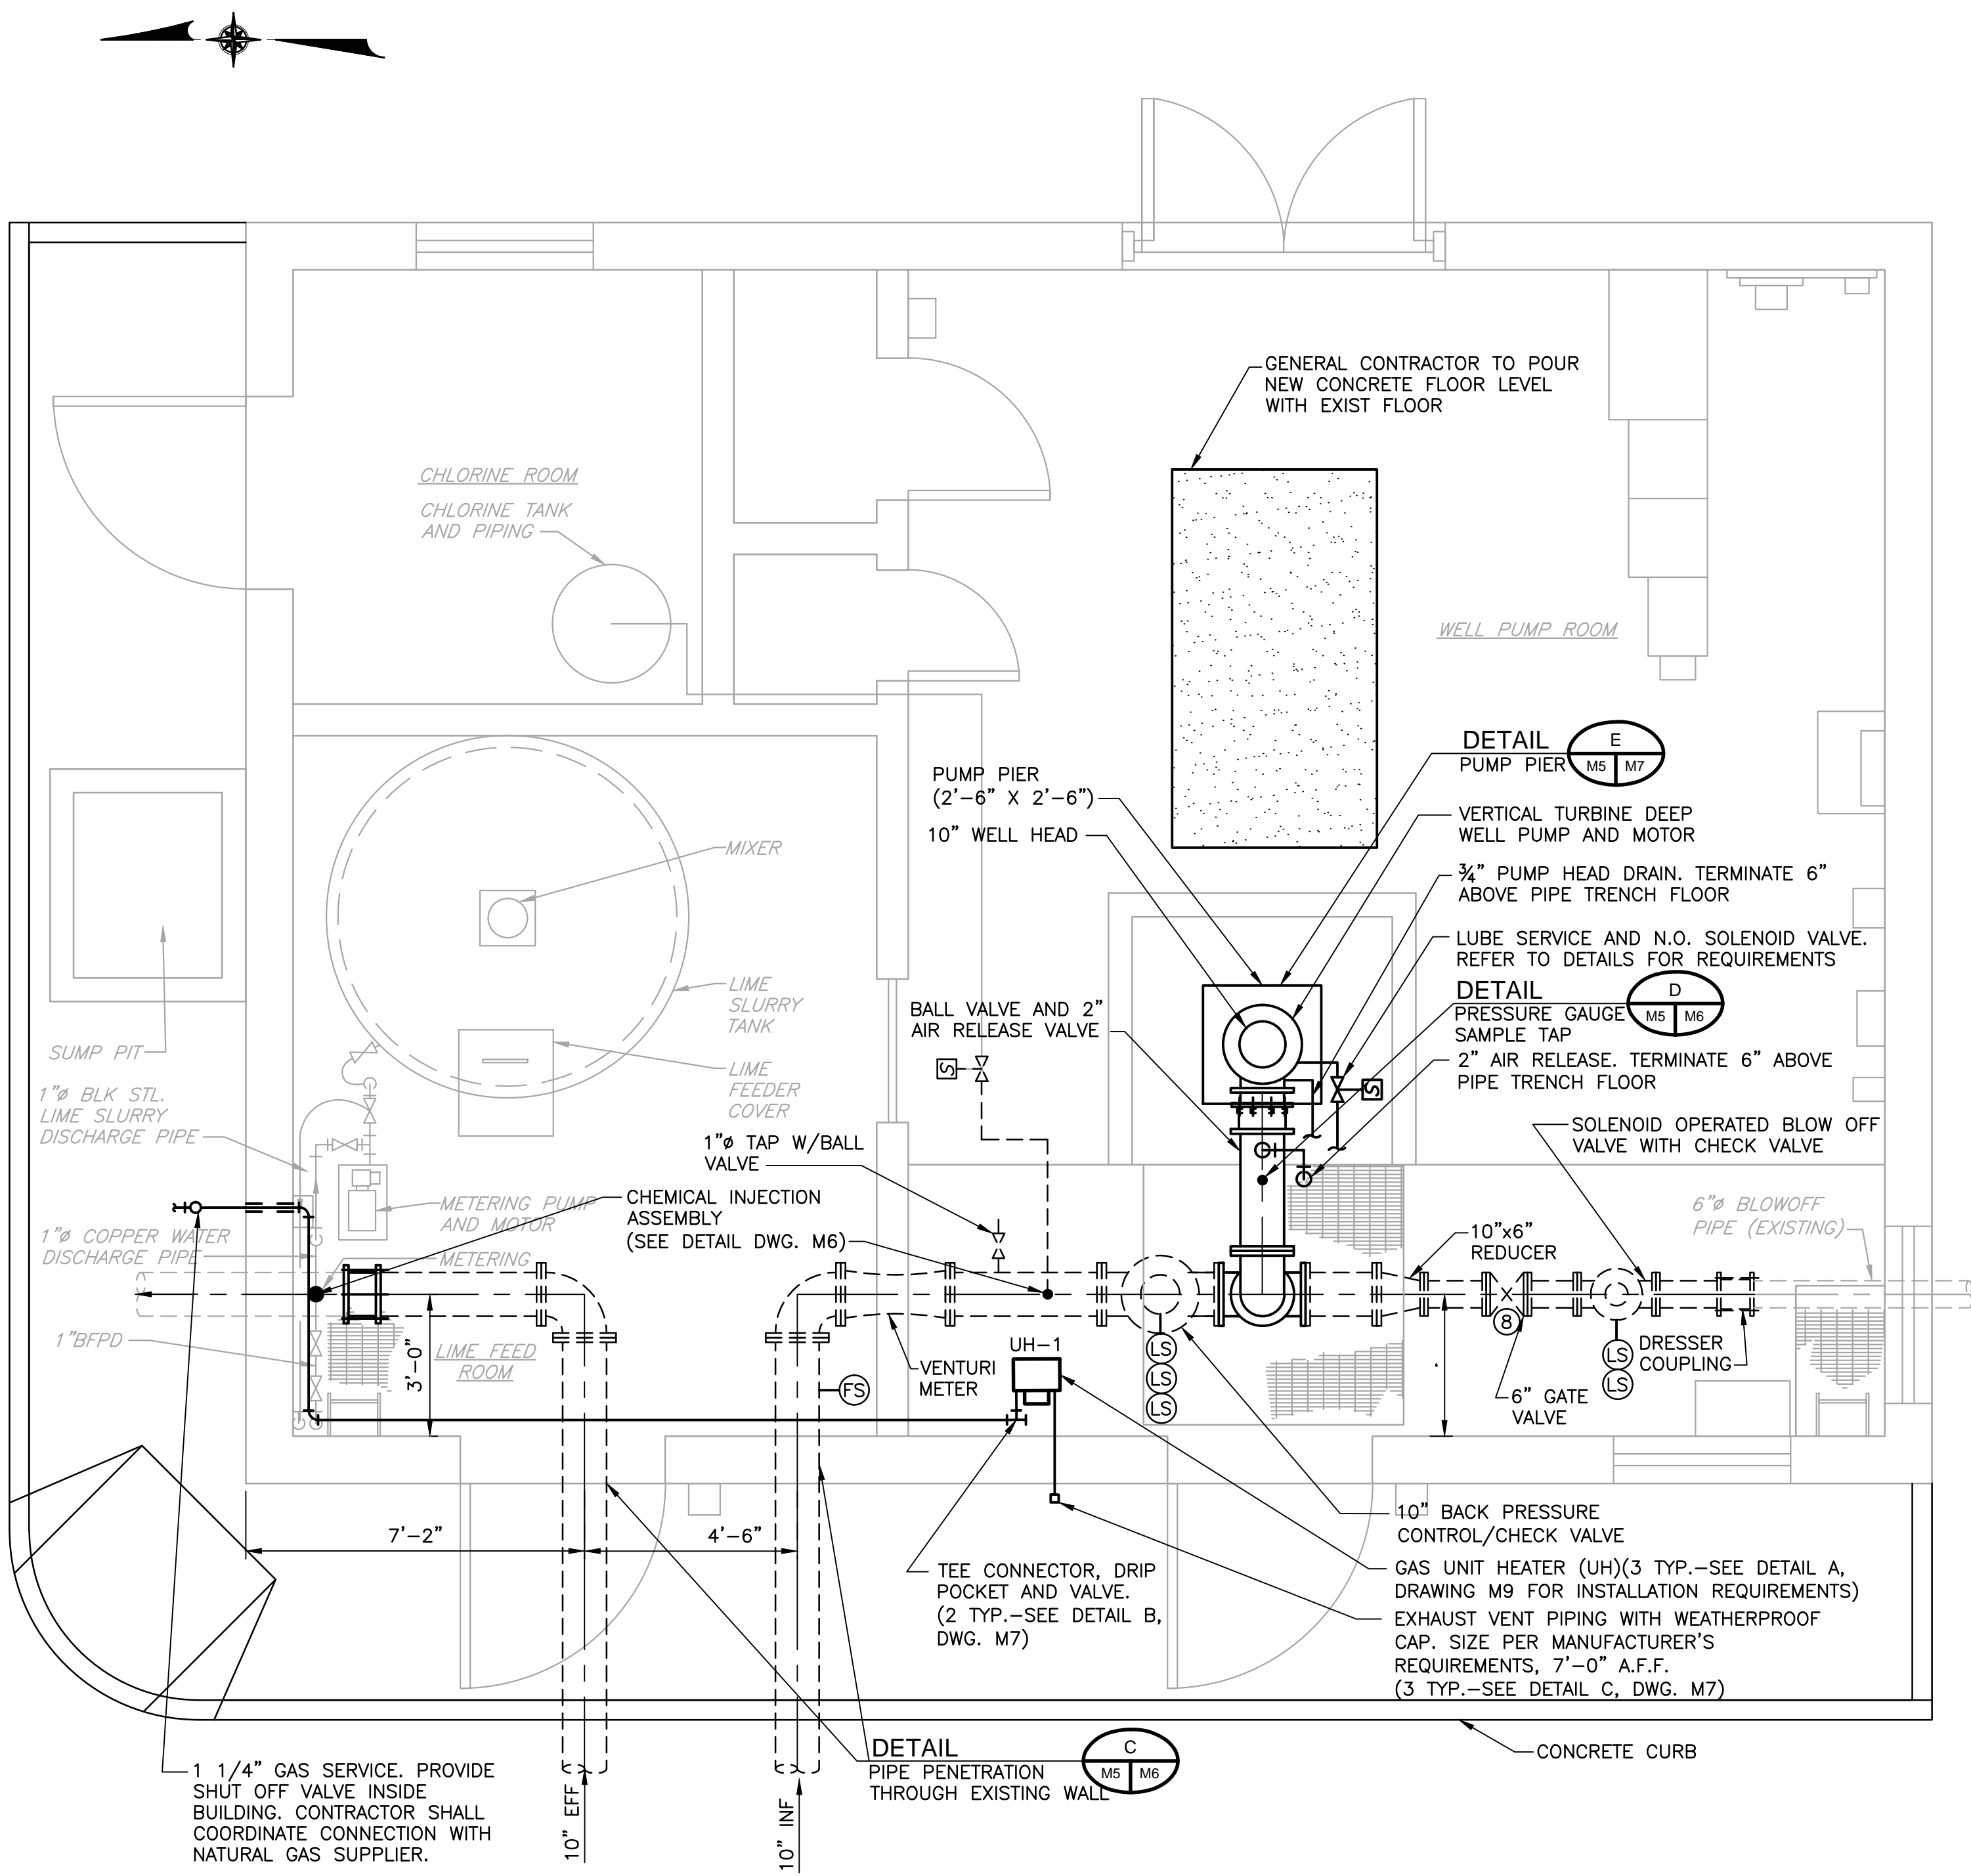 GENERAL CONTRACTOR TO POUR
NEW CONCRETE FLOOR LEVEL
WITH EXIST FLOOR
CHLORINE ROOM
CHLORINE TANK
AND PIPING
WELL PUMP ROOM
DETAIL
PUMP PIER
E
M5
M7
PUMP PIER
(2'-6" X 2'-6")
10" WELL HEAD
VERTICAL TURBINE DEEP
WELL PUMP AND MOTOR
MIXER
¾" PUMP HEAD DRAIN. TERMINATE 6"
ABOVE PIPE TRENCH FLOOR
LUBE SERVICE AND N.O. SOLENOID VALVE.
REFER TO DETAILS FOR REQUIREMENTS
DETAIL
PRESSURE GAUGE
SAMPLE TAP
D
M5
M6
LIME
SLURRY
TANK
BALL VALVE AND 2"
AIR RELEASE VALVE
SUMP PIT
LIME
FEEDER
COVER
S
S
2" AIR RELEASE. TERMINATE 6" ABOVE
PIPE TRENCH FLOOR
1"ø BLK STL.
LIME SLURRY
DISCHARGE PIPE
1"ø TAP W/BALL
VALVE
SOLENOID OPERATED BLOW OFF
VALVE WITH CHECK VALVE
METERING PUMP
AND MOTOR
METERING
CHEMICAL INJECTION
ASSEMBLY
(SEE DETAIL DWG. M6)
6"ø BLOWOFF
PIPE (EXISTING)
1"ø COPPER WATER
DISCHARGE PIPE
10"x6"
REDUCER
1"BFPD
LIME FEED
ROOM
3'-0"
UH-1
VENTURI
METER
FS
LS
LS
LS
8
LS
LS
DRESSER
COUPLING
6" GATE
VALVE
7'-2"
4'-6"
10" BACK PRESSURE
CONTROL/CHECK VALVE
TEE CONNECTOR, DRIP
POCKET AND VALVE.
(2 TYP.-SEE DETAIL B,
DWG. M7)
GAS UNIT HEATER (UH)(3 TYP.-SEE DETAIL A,
DRAWING M9 FOR INSTALLATION REQUIREMENTS)
EXHAUST VENT PIPING WITH WEATHERPROOF
CAP. SIZE PER MANUFACTURER'S
REQUIREMENTS, 7'-0" A.F.F.
(3 TYP.-SEE DETAIL C, DWG. M7)
CONCRETE CURB
DETAIL
PIPE PENETRATION
THROUGH EXISTING WALL
C
M5
M6
1 1/4" GAS SERVICE. PROVIDE
SHUT OFF VALVE INSIDE
BUILDING. CONTRACTOR SHALL
COORDINATE CONNECTION WITH
NATURAL GAS SUPPLIER.
10" EFF
10" INF